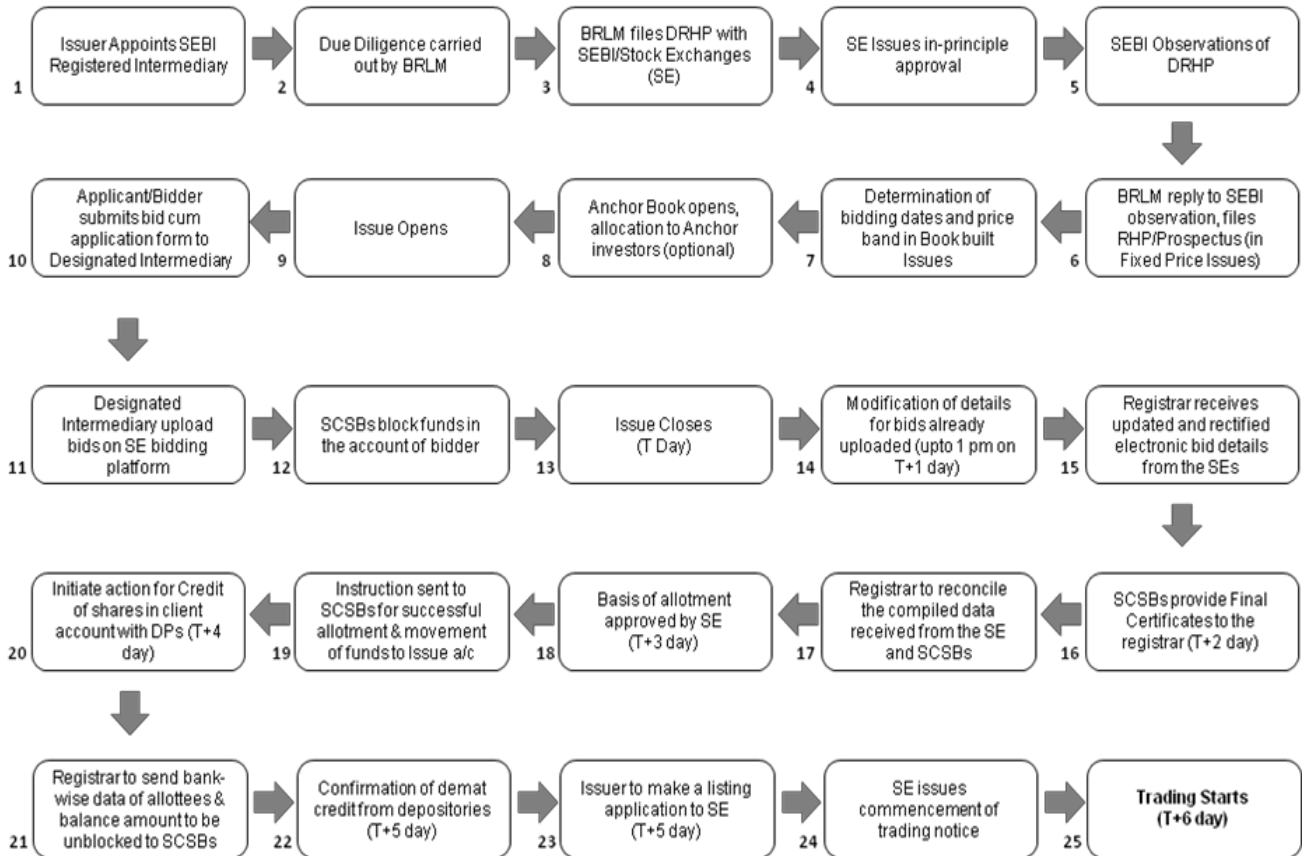 1
Issuer Appoints SEBI
Registered Intermediary
2
Due Diligence carried
out by BRLM
3
BRLM files DRHP with
SEBI/Stock Exchanges
(SE)
4
SE Issues in-principle
approval
5
SEBI Observations of
DRHP
6
BRLM reply to SEBI
observation, files
RHP/Prospectus (in
Fixed Price Issues)
7
Determination of
bidding dates and price
band in Book built
Issues
8
Anchor Book opens,
allocation to Anchor
investors (optional)
9
Issue Opens
10
Applicant/Bidder
submits bid cum
application form to
Designated Intermediary
11
Designated
Intermediary upload
bids on SE bidding
platform
12
SCSBs block funds in
the account of bidder
13
Issue Closes
(T Day)
14
Modification of details
for bids already
uploaded (upto 1 pm on
T+1 day)
15
Registrar receives
updated and rectified
electronic bid details
from the SEs
16
SCSBs provide Final
Certificates to the
registrar (T+2 day)
17
Registrar to reconcile
the compiled data
received from the SE
and SCSBs
18
Basis of allotment
approved by SE
(T+3 day)
19
Instruction sent to
SCSBs for successful
allotment & movement
of funds to Issue a/c
20
Initiate action for Credit
of shares in client
account with DPs (T+4
day)
21
Registrar to send bank-
wise data of allottees &
balance amount to be
unblocked to SCSBs
22
Confirmation of demat
credit from depositories
(T+5 day)
23
Issuer to make a listing
application to SE
(T+5 day)
24
SE issues
commencement of
trading notice
25
Trading Starts
(T+6 day)